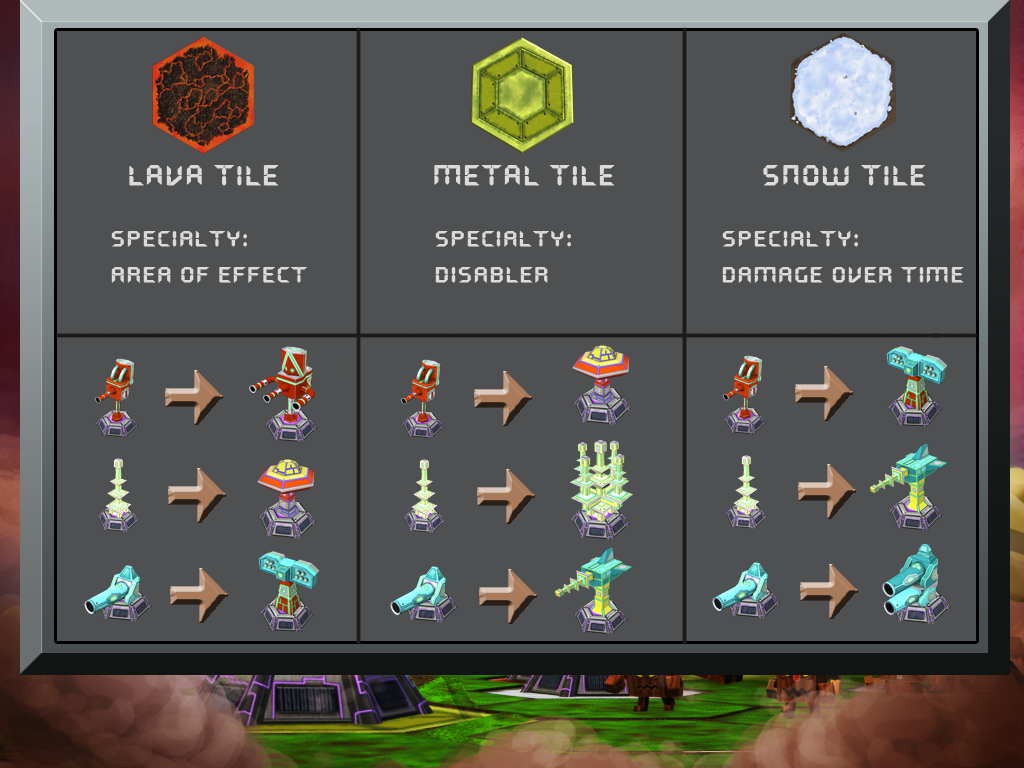 LAVA TILE
SPECIALTY:
AREA OF EFFECT
METAL TILE
SPECIALTY:
DISABLER
SNOW TILE
SPECIALTY:
DAMAGE OVER TIME